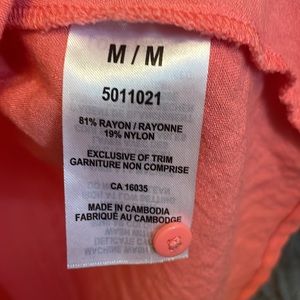 M / M
5011021
81% RAYON / RAYONNE
19% NYLON
EXCLUSIVE OF TRIM
GARNITURE NON COMPRISE
CA 16035
MADE IN CAMBODIA
FABRIQUÉ AU CAMBODGE